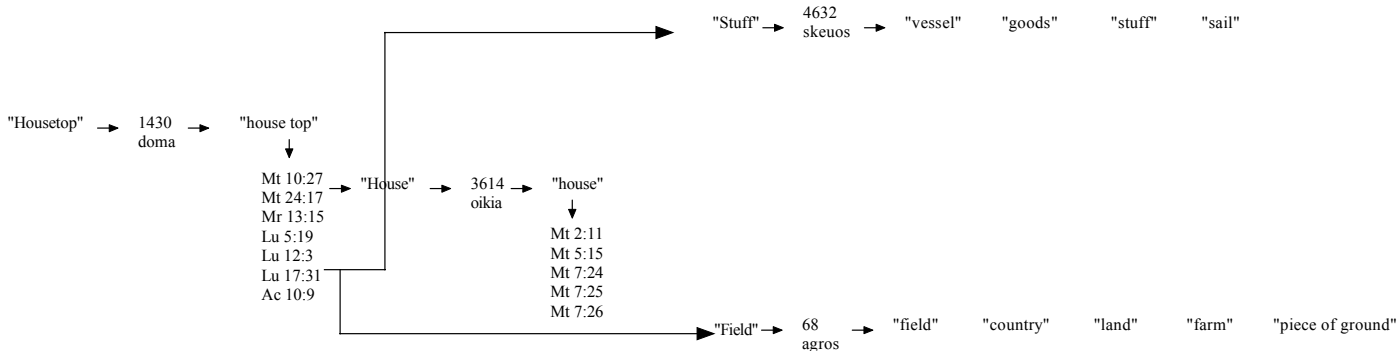 "Stuff" 4632 "vessel" "goods" "stuff" "sail"
skeuos
"Housetop" 1430 "house top"
doma
Mt 10:27
Mt 24:17
Mr 13:15
Lu 5:19
Lu 12:3
Lu 17:31
Ac 10:9
"House" 3614 "house"
oikia
Mt 2:11
Mt 5:15
Mt 7:24
Mt 7:25
Mt 7:26
"Field" 68 "field" "country" "land" "farm" "piece of ground"
agros